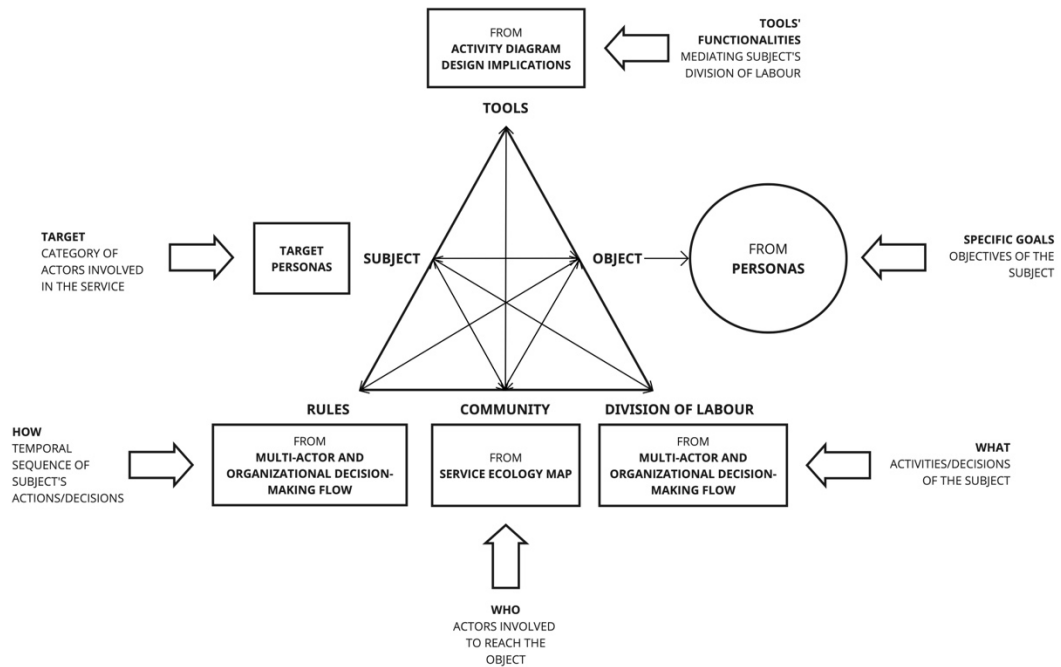 FROM
ACTIVITY DIAGRAM
DESIGN IMPLICATIONS
TOOLS'
FUNCTIONALITIES
MEDIATING SUBJECT'S
DIVISION OF LABOUR
TOOLS
TARGET
CATEGORY OF
ACTORS INVOLVED
IN THE SERVICE
TARGET
PERSONAS
SUBJECT
OBJECT
FROM
PERSONAS
SPECIFIC GOALS
OBJECTIVES OF THE
SUBJECT
RULES
COMMUNITY
DIVISION OF LABOUR
HOW
TEMPORAL
SEQUENCE OF
SUBJECT'S
ACTIONS/DECISIONS
FROM
MULTI-ACTOR AND
ORGANIZATIONAL DECISION-
MAKING FLOW
FROM
SERVICE ECOLOGY MAP
FROM
MULTI-ACTOR AND
ORGANIZATIONAL DECISION-
MAKING FLOW
WHAT
ACTIVITIES/DECISIONS
OF THE SUBJECT
WHO
ACTORS INVOLVED
TO REACH THE
OBJECT